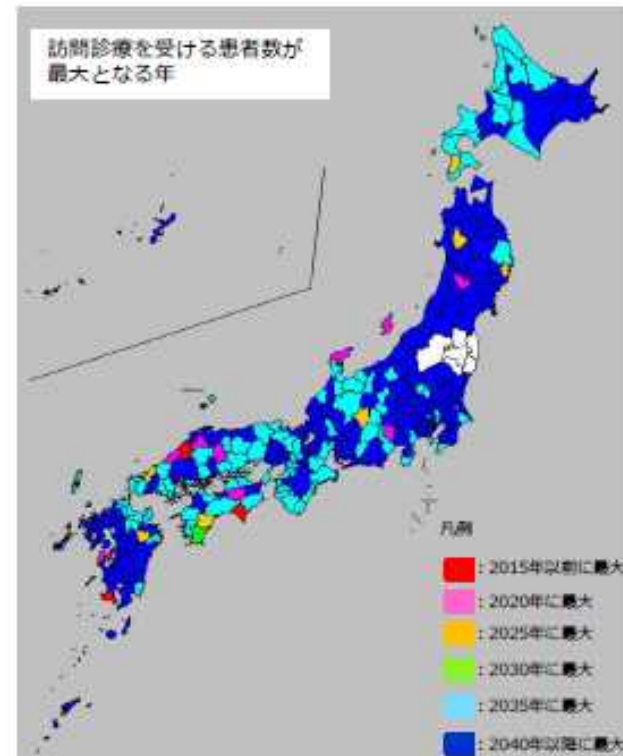 訪問診療を受ける患者数が
最大となる年
凡例
：2015年以前に最大
：2020年に最大
：2025年に最大
：2030年に最大
：2035年に最大
：2040年以降に最大